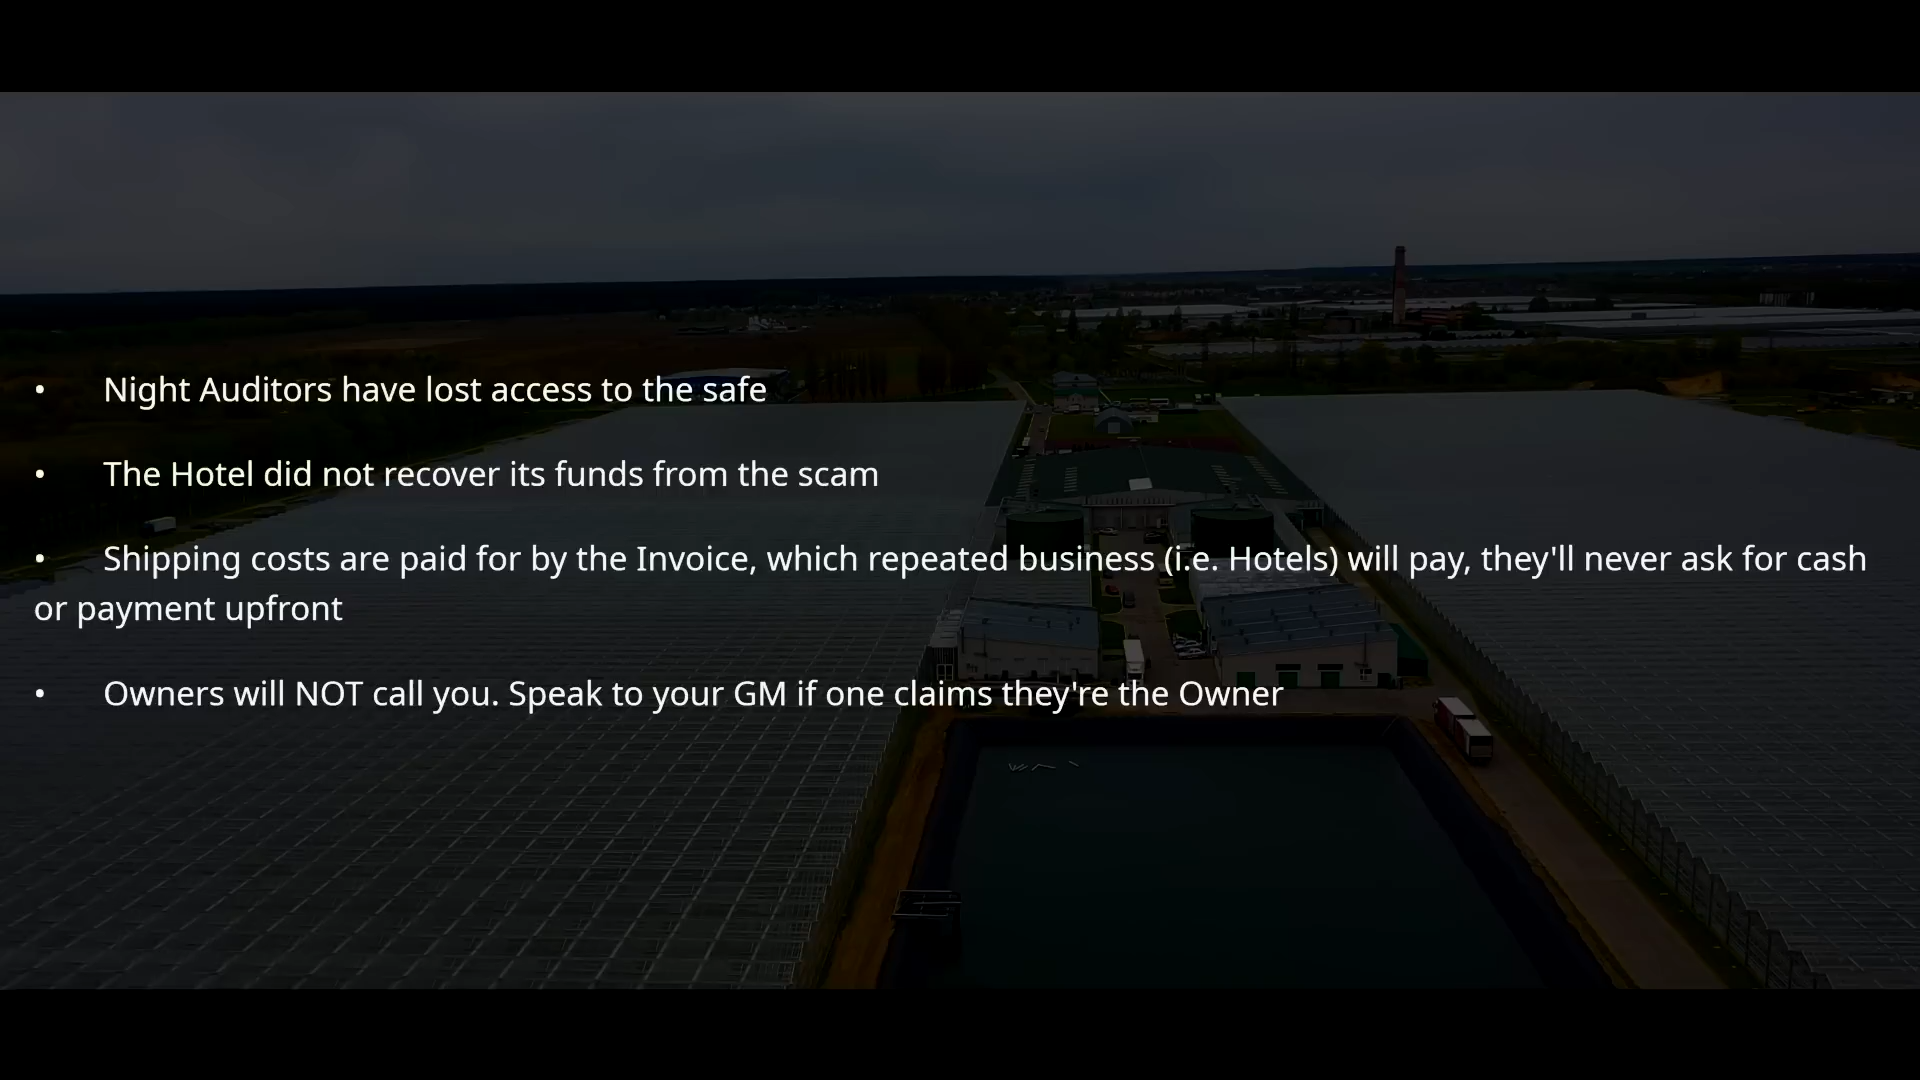 • Night Auditors have lost access to the safe
• The Hotel did not recover its funds from the scam
• Shipping costs are paid for by the Invoice, which repeated business (i.e. Hotels) will pay, they'll never ask for cash
or payment upfront
• Owners will NOT call you. Speak to your GM if one claims they're the Owner